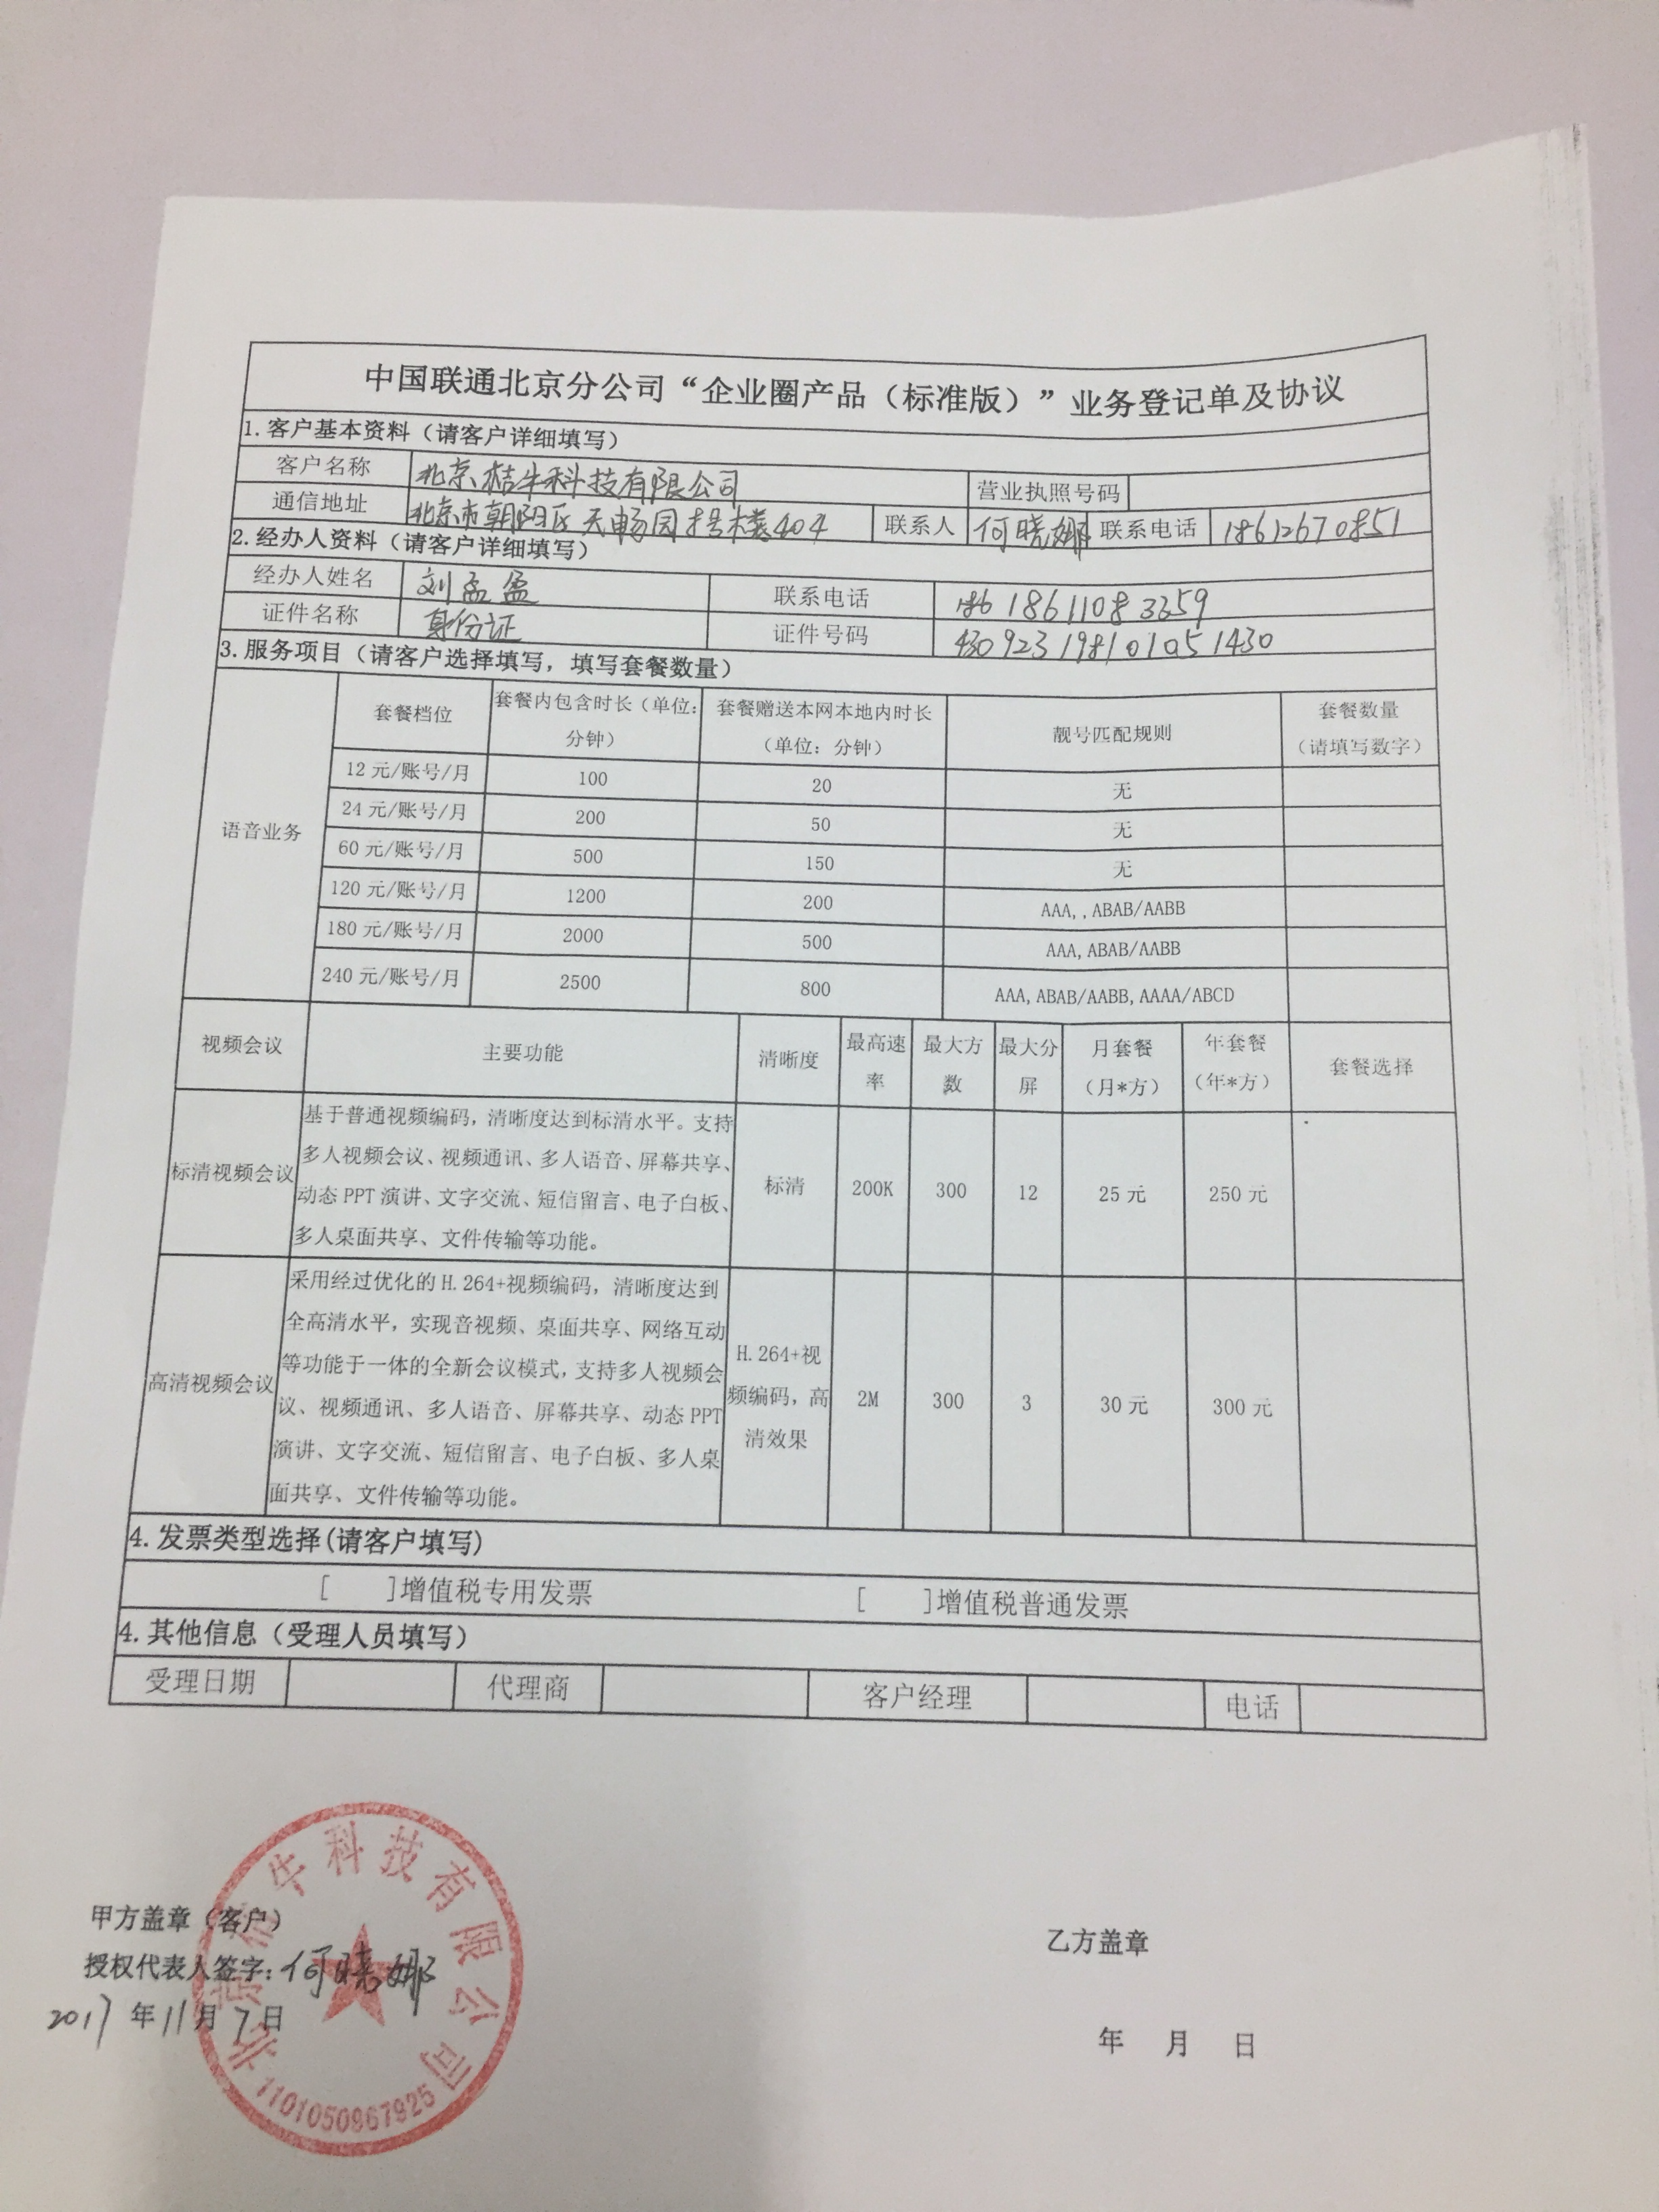 中国联通北京分公司“企业圈产品（标准版）”业务登记单及协议
1.客户基本资料（请客户详细填写）
客户名称 北京桔牛科技有限公司 营业执照号码
通信地址 北京市朝阳区天畅园 号楼404 联系人 何晓娜 联系电话 18612670851
2.经办人资料（请客户详细填写）
经办人姓名 刘孟盈 联系电话 18611083359
证件名称 身份证 证件号码 430923198101051430
3.服务项目（请客户选择填写，填写套餐数量）
语音业务 套餐档位 套餐内包含时长（单位：分钟） 套餐赠送本网本地内时长（单位：分钟） 靓号匹配规则 套餐数量（请填写数字）
12元/账号/月 100 20 无
24元/账号/月 200 50 无
60元/账号/月 500 150 无
120元/账号/月 1200 200 AAA,,ABAB/AABB
180元/账号/月 2000 500 AAA,ABAB/AABB
240元/账号/月 2500 800 AAA,ABAB/AABB,AAAA/ABCD
视频会议 主要功能 清晰度 最高速率 最大方数 最大分屏 月套餐（月*方） 年套餐（年*方） 套餐选择
标清视频会议
基于普通视频编码，清晰度达到标清水平。支持
多人视频会议、视频通讯、多人语音、屏幕共享、
动态PPT演讲、文字交流、短信留言、电子白板、
多人桌面共享、文件传输等功能。
标清 200K 300 12 25元 250元
高清视频会议
采用经过优化的H.264+视频编码，清晰度达到
全高清水平，实现音视频、桌面共享、网络互动
等功能于一体的全新会议模式，支持多人视频会
议、视频通讯、多人语音、屏幕共享、动态PPT
演讲、文字交流、短信留言、电子白板、多人桌
面共享、文件传输等功能。
H.264+视
频编码，高
清效果
2M 300 3 30元 300元
4.发票类型选择(请客户填写)
[ ]增值税专用发票 [ ]增值税普通发票
4.其他信息（受理人员填写）
受理日期 代理商 客户经理 电话
甲方盖章（客户） 乙方盖章
授权代表人签字：何晓娜
2017年11月7日 年 月 日
北京桔牛科技有限公司
1101050967925